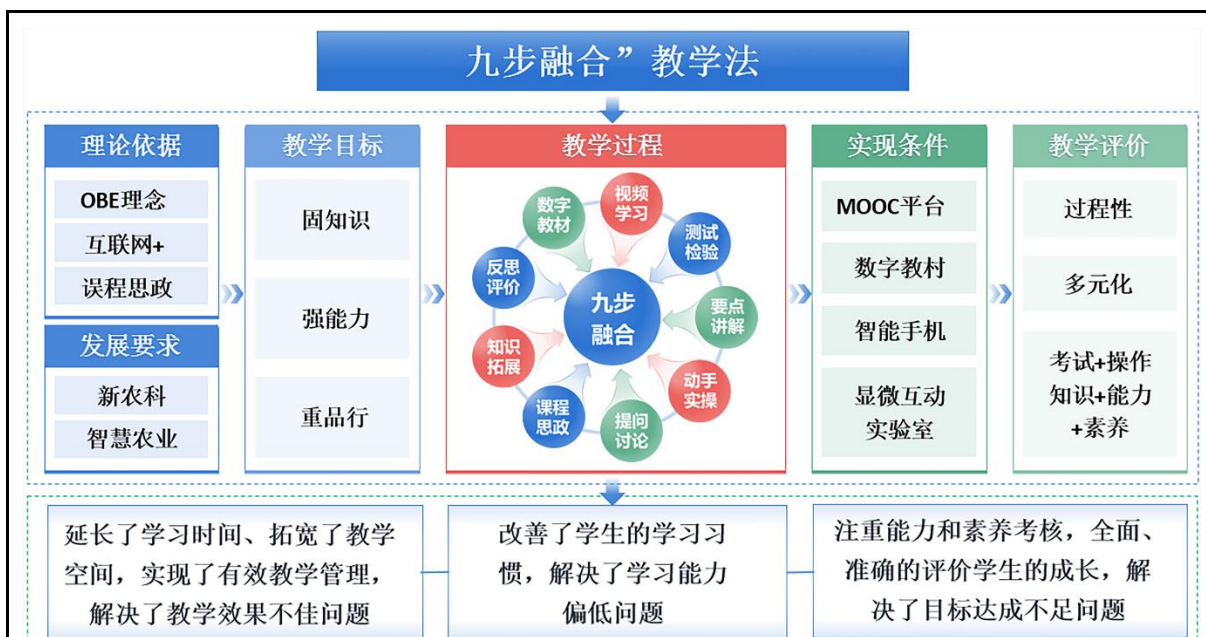 九步融合”教学法
理论依据
OBE理念
互联网+
误程思政
发展要求
新农科
智慧农业
教学目标
固知识
强能力
重品行
教学过程
视频
学习
测试
检验
要点
讲解
动手
实操
提问
讨论
课程
思政
知识
拓展
反思
评价
数字
教材
九步
融合
实现条件
MOOC平台
数字教村
智能手机
显微互动
实验室
教学评价
过程性
多元化
考试+操作
知识+能力
+素养
延长了学习时间、拓宽了教学
空间，实现了有效教学管理，
解决了教学效果不佳问题
改善了学生的学习习
惯，解决了学习能力
偏低问题
注重能力和素养考核，全面、
准确的评价学生的成长，解
决了目标达成不足问题